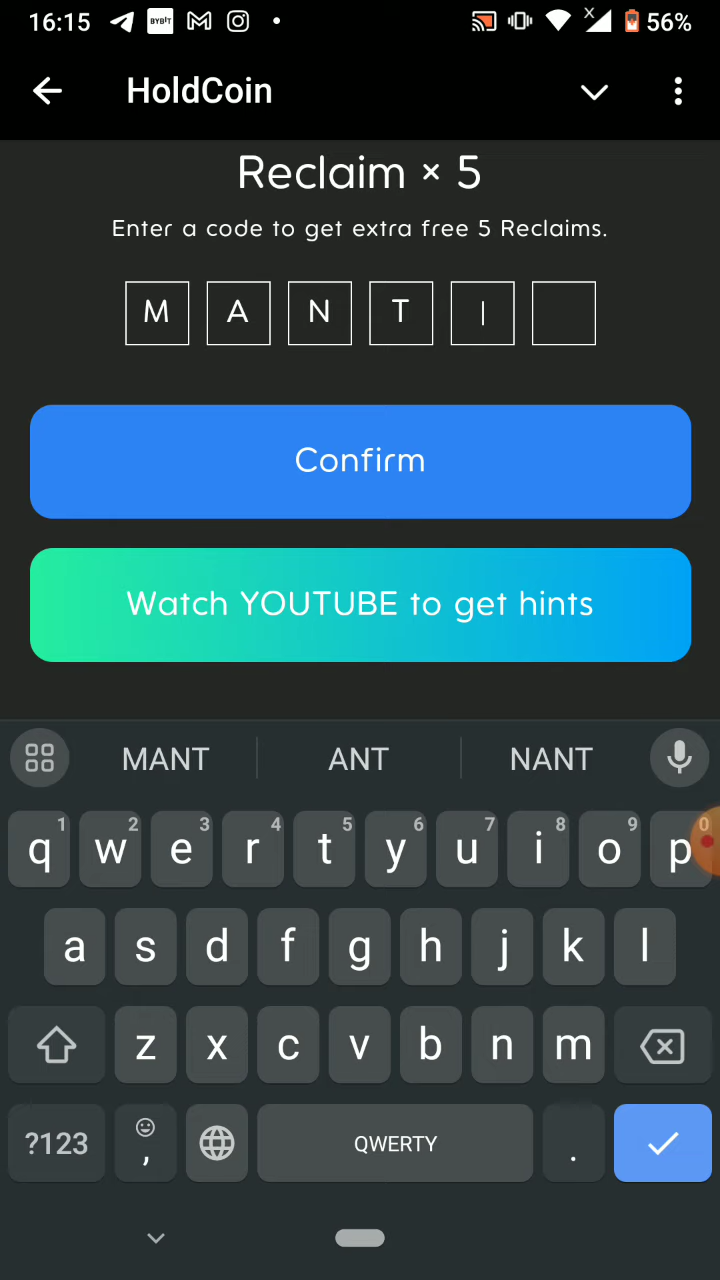 16:15 BYBIT 56%
HoldCoin
Reclaim × 5
Enter a code to get extra free 5 Reclaims.
M A N T
Confirm
Watch YOUTUBE to get hints
MANT ANT NANT
1 2 3 4 5 6 7 8 9 0
q w e r t y u i o p
a s d f g h j k l
z x c v b n m
?123 , QWERTY .